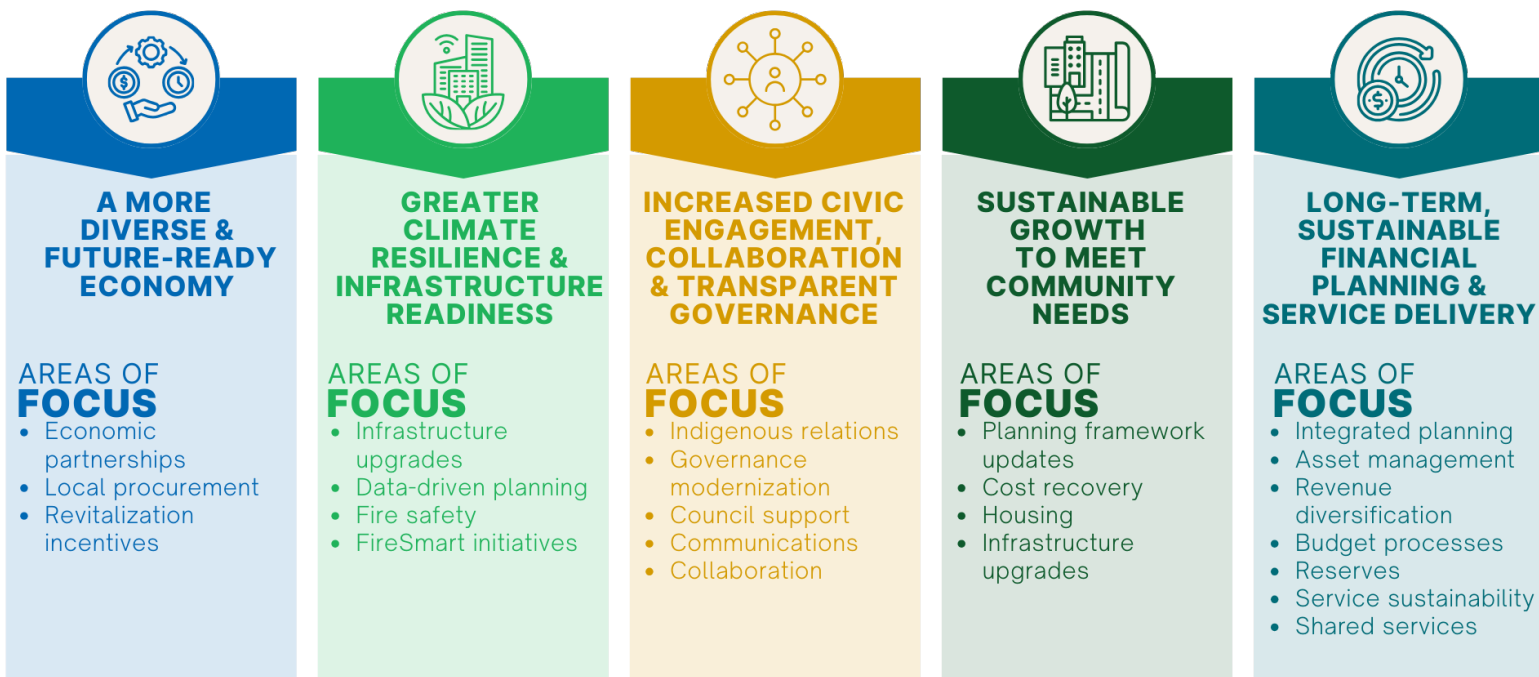 A MORE
DIVERSE &
FUTURE-READY
ECONOMY
AREAS OF
FOCUS
• Economic
partnerships
• Local procurement
• Revitalization
incentives
GREATER
CLIMATE
RESILIENCE &
INFRASTRUCTURE
READINESS
AREAS OF
FOCUS
• Infrastructure
upgrades
• Data-driven planning
• Fire safety
• FireSmart initiatives
INCREASED CIVIC
ENGAGEMENT,
COLLABORATION
& TRANSPARENT
GOVERNANCE
AREAS OF
FOCUS
• Indigenous relations
• Governance
modernization
• Council support
• Communications
• Collaboration
SUSTAINABLE
GROWTH
TO MEET
COMMUNITY
NEEDS
AREAS OF
FOCUS
• Planning framework
updates
• Cost recovery
• Housing
• Infrastructure
upgrades
LONG-TERM,
SUSTAINABLE
FINANCIAL
PLANNING &
SERVICE DELIVERY
AREAS OF
FOCUS
• Integrated planning
• Asset management
• Revenue
diversification
• Budget processes
• Reserves
• Service sustainability
• Shared services